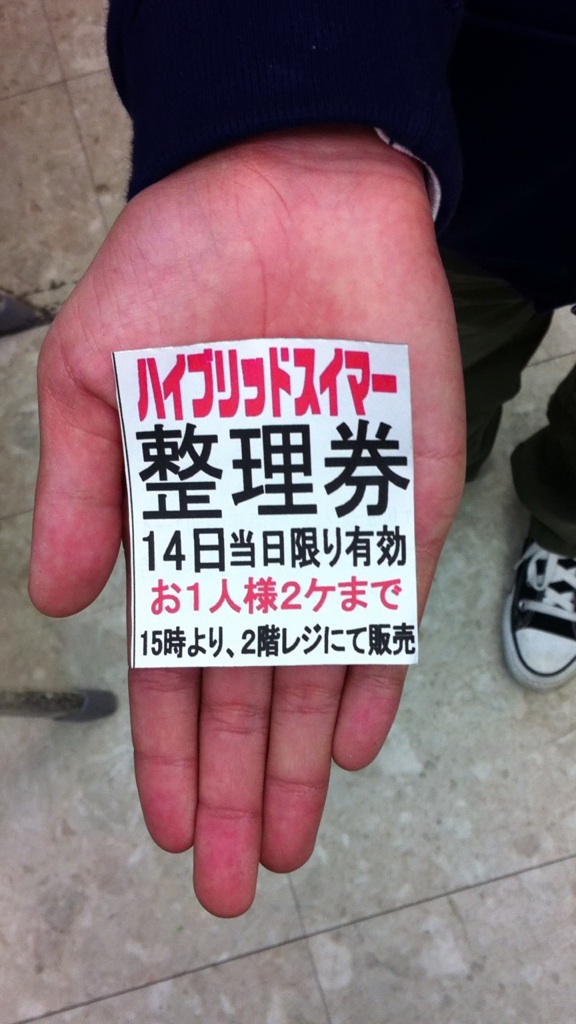 ハイブリッドスイマー
整理券
14日当日限り有効
お1人様2ケまで
15時より、2階レジにて販売